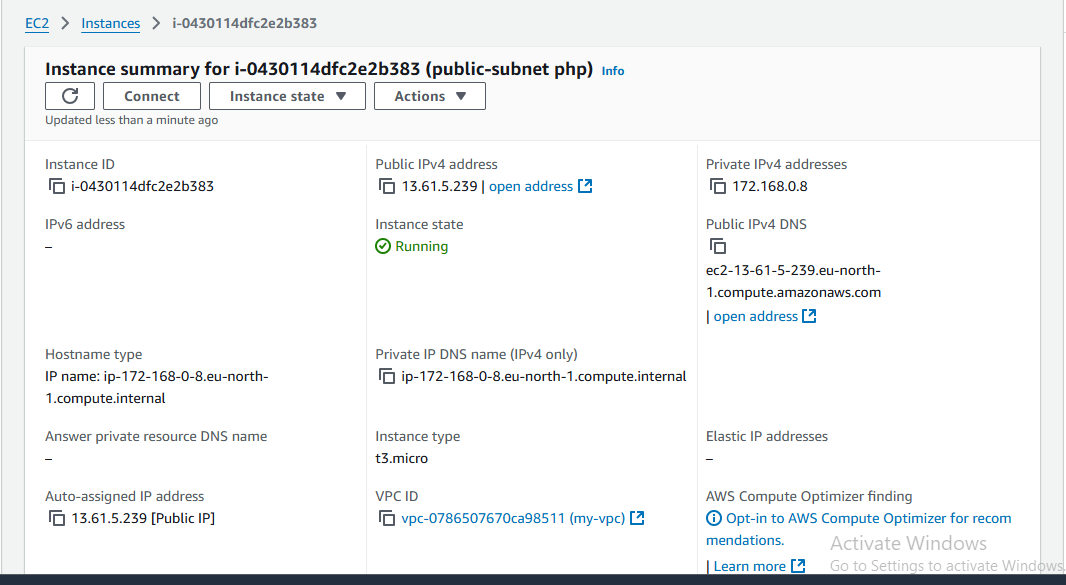 EC2 > Instances > i-0430114dfc2e2b383
Instance summary for i-0430114dfc2e2b383 (public-subnet php) Info
Connect Instance state Actions
Updated less than a minute ago
Instance ID
i-0430114dfc2e2b383
Public IPv4 address
13.61.5.239 | open address
Private IPv4 addresses
172.168.0.8
IPv6 address
–
Instance state
Running
Public IPv4 DNS
ec2-13-61-5-239.eu-north-
1.compute.amazonaws.com
| open address
Hostname type
IP name: ip-172-168-0-8.eu-north-
1.compute.internal
Private IP DNS name (IPv4 only)
ip-172-168-0-8.eu-north-1.compute.internal
Answer private resource DNS name
–
Instance type
t3.micro
Elastic IP addresses
–
Auto-assigned IP address
13.61.5.239 [Public IP]
VPC ID
vpc-0786507670ca98511 (my-vpc)
AWS Compute Optimizer finding
Opt-in to AWS Compute Optimizer for recom
mendations.
| Learn more
Activate Windows
Go to Settings to activate Windows.